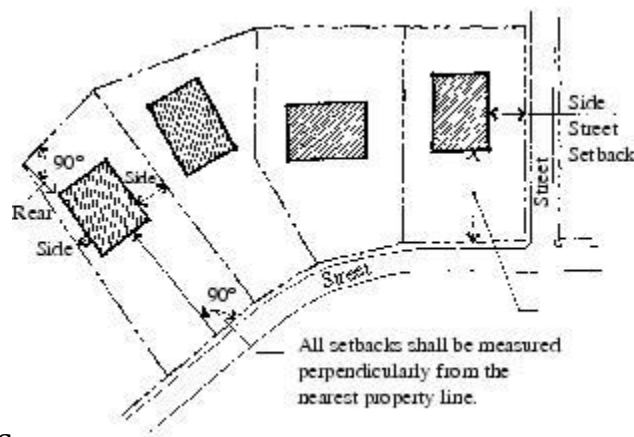 Side
Street
Setback
Street
90°
Side
Rear
Side
90°
Street
All setbacks shall be measured
perpendicularly from the
nearest property line.